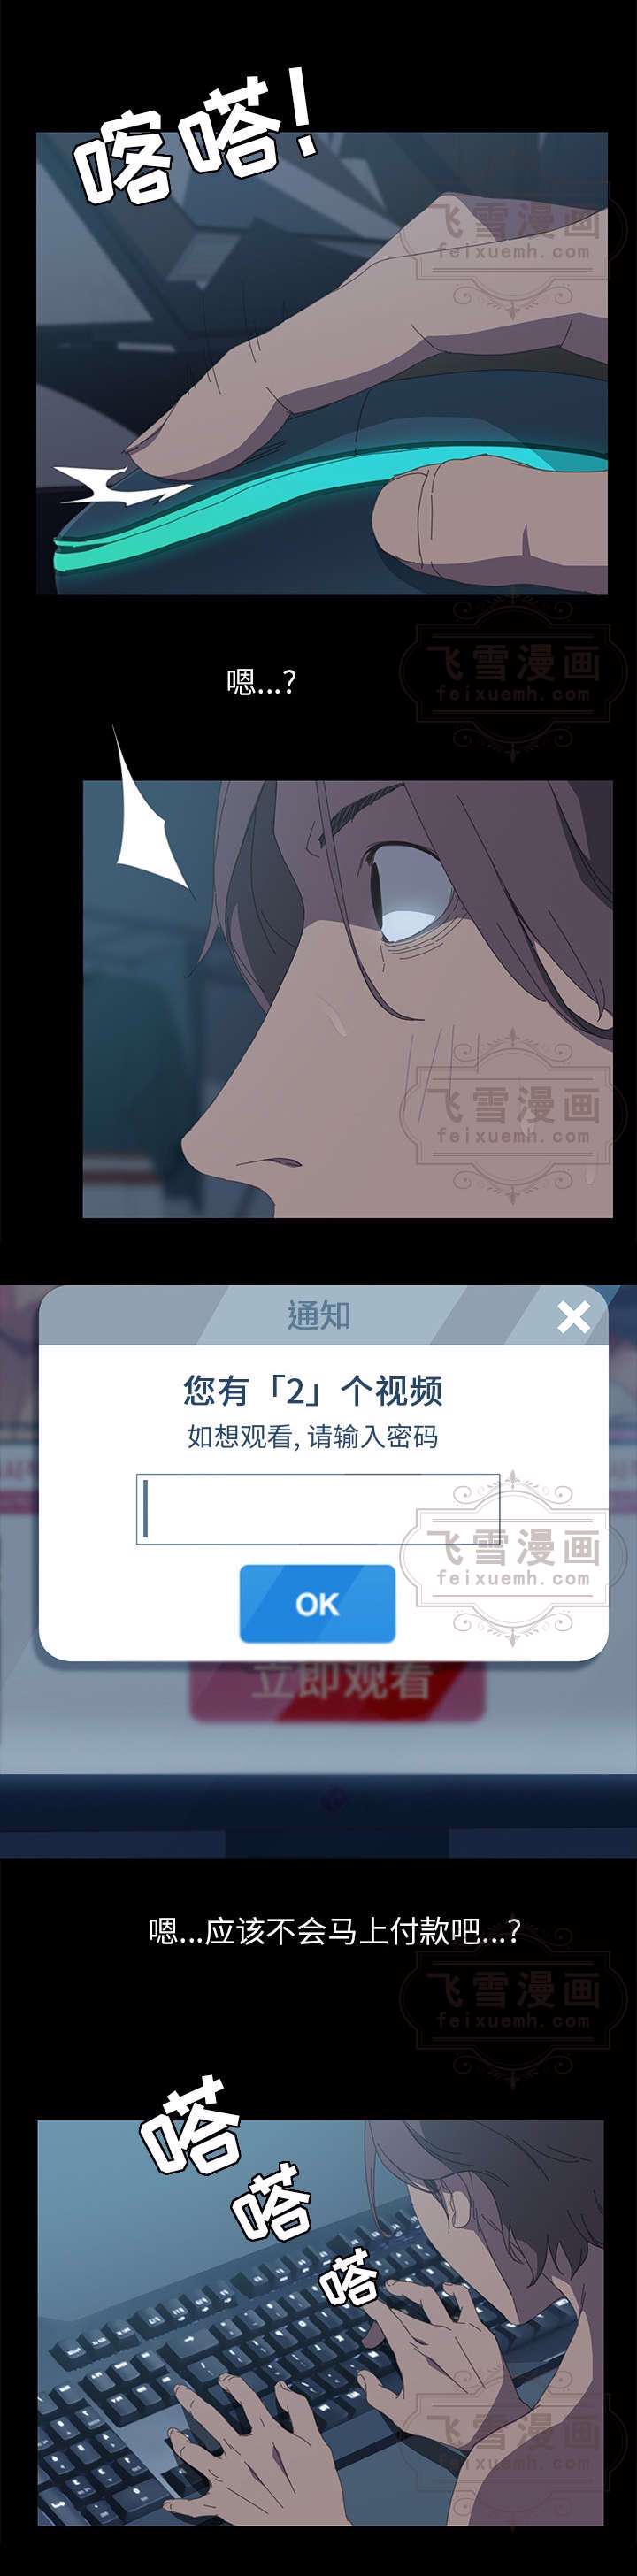 喀嗒!
飞雪漫画
feixuemh.com
嗯...?
飞雪漫画
feixuemh.com
飞雪漫画
feixuemh.com
通知
您有「2」个视频
如想观看, 请输入密码
飞雪漫画
feixuemh.com
OK
立即观看
嗯...应该不会马上付款吧...?
飞雪漫画
feixuemh.com
嗒
嗒
嗒
飞雪漫画
feixuemh.com